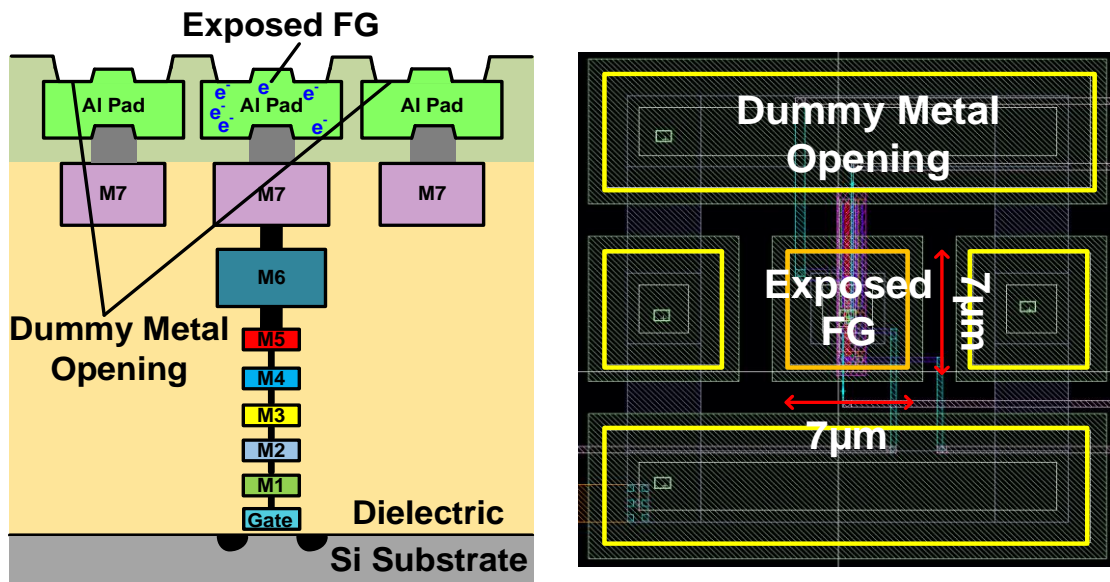 Exposed FG
Al Pad
e⁻ e⁻ e⁻ Al Pad e⁻ e⁻ e⁻
Al Pad
M7
M7
M7
M6
Dummy Metal
Opening
M5
M4
M3
M2
M1
Gate
Dielectric
Si Substrate
Dummy Metal
Opening
Exposed
FG
7µm
7µm